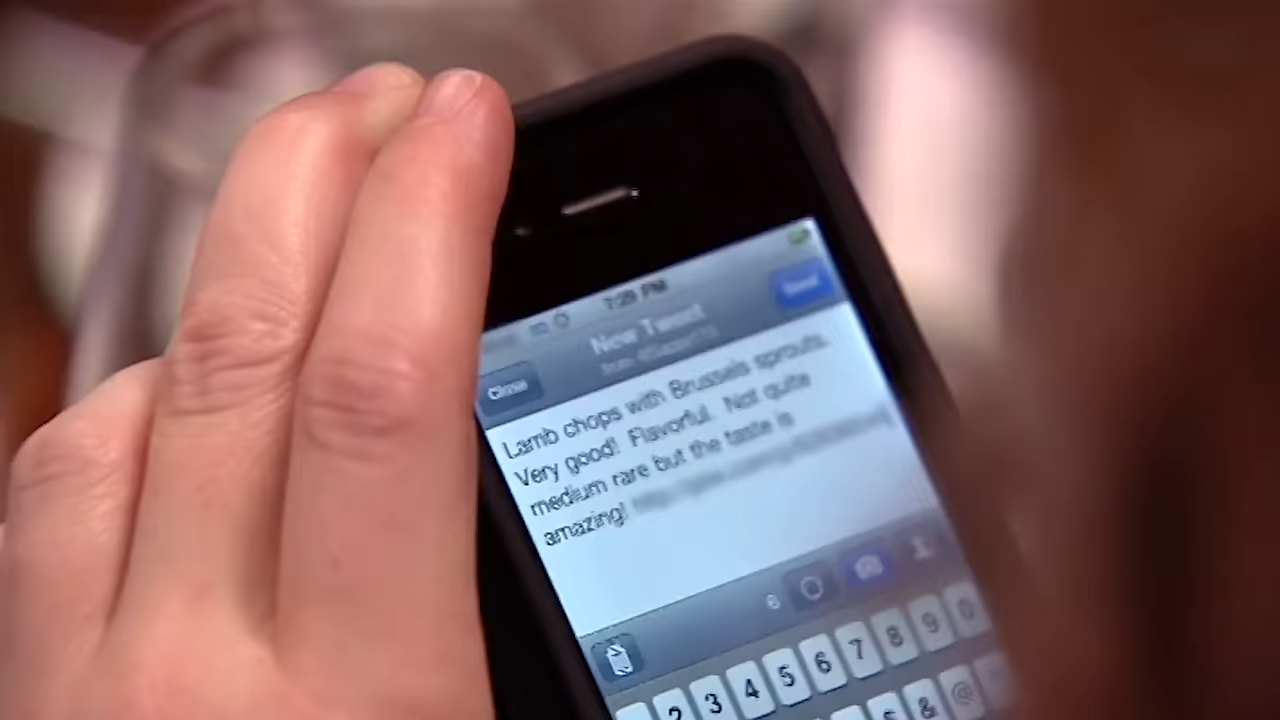 7:29 PM
New Tweet
Close
Send
Lamb chops with Brussels sprouts.
Very good! Flavorful. Not quite
medium rare but the taste is
amazing!
6
2 3 4 5 6 7 8 9 0
$ & @